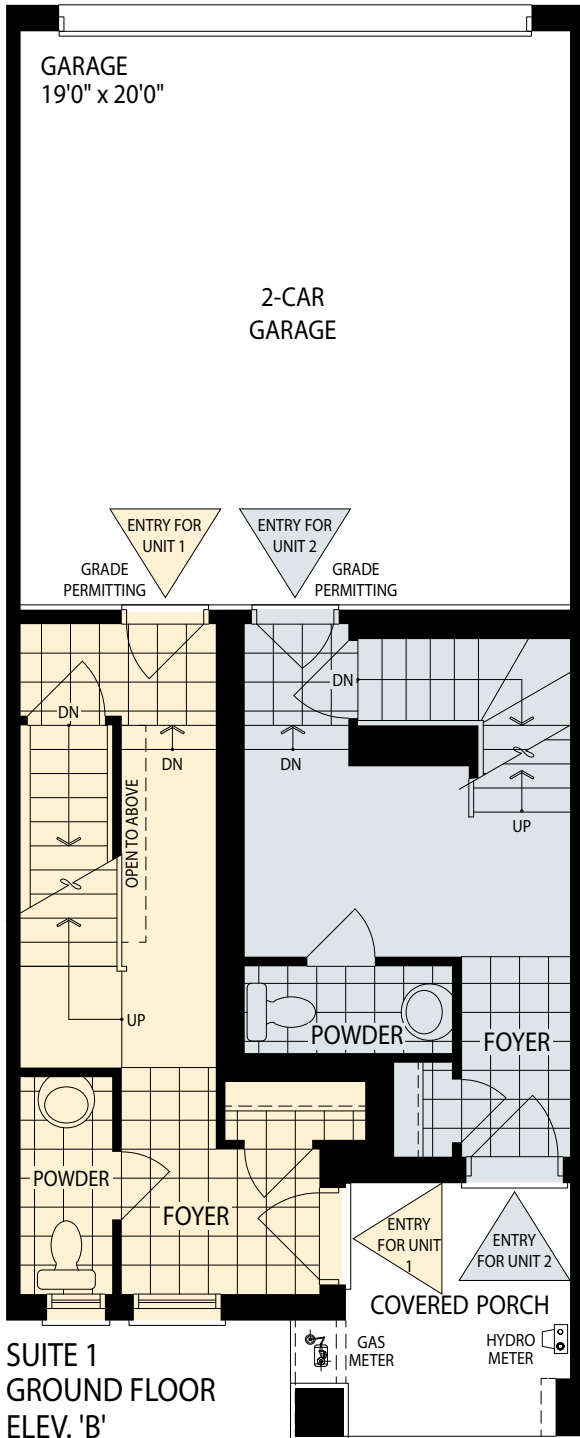 GARAGE
19'0" x 20'0"
2-CAR
GARAGE
ENTRY FOR
UNIT 1
ENTRY FOR
UNIT 2
GRADE
PERMITTING
GRADE
PERMITTING
DN
DN
DN
DN
OPEN TO ABOVE
UP
UP
POWDER
FOYER
POWDER
FOYER
ENTRY
FOR UNIT
1
ENTRY
FOR UNIT 2
COVERED PORCH
GAS
METER
HYDRO
METER
SUITE 1
GROUND FLOOR
ELEV. 'B'